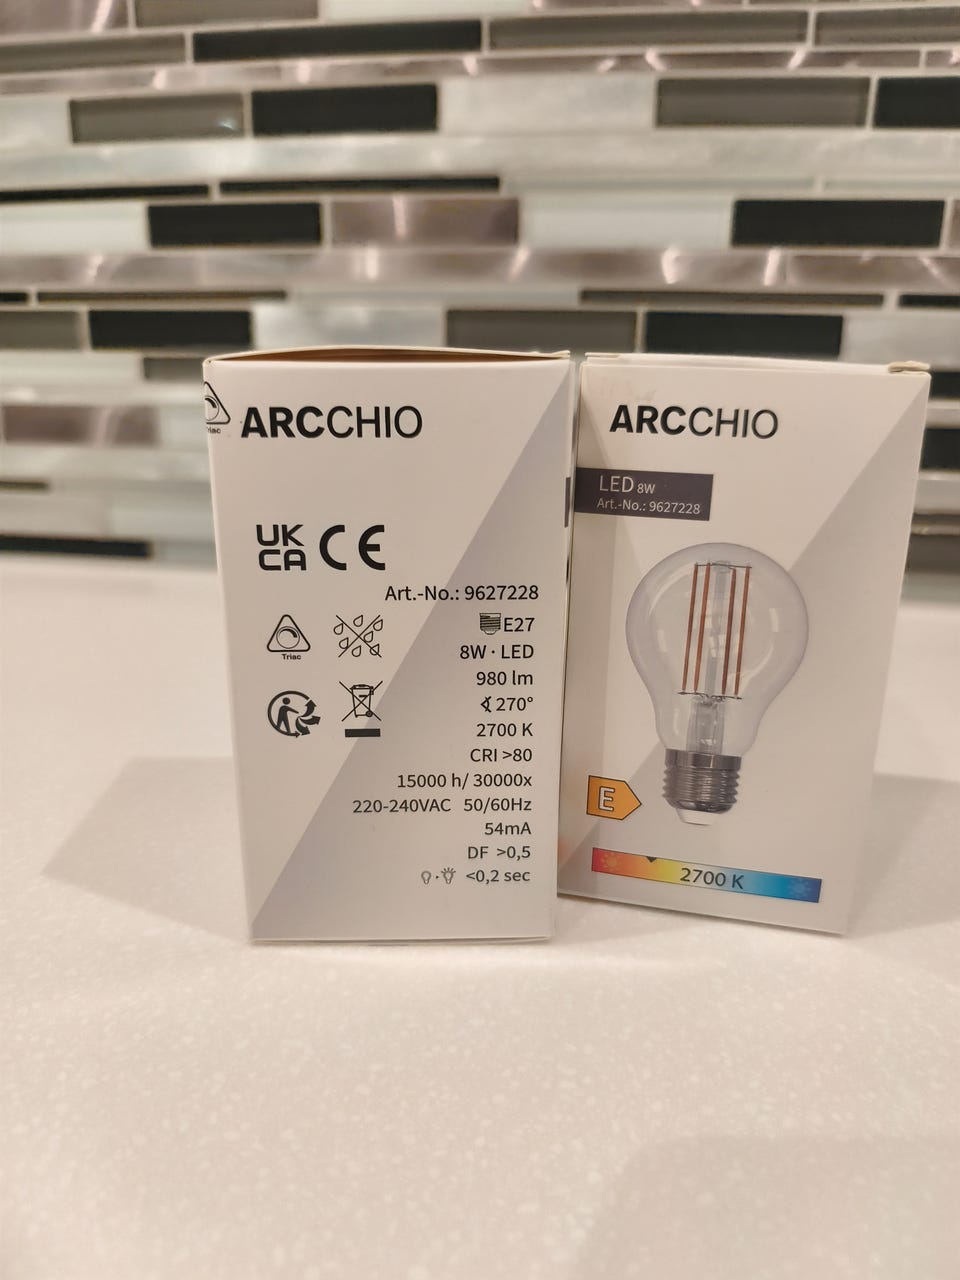 Triac
ARCCHIO
UK
CA CE
Art.-No.: 9627228
Triac
E27
8W · LED
980 lm
270°
2700 K
CRI >80
15000 h/ 30000x
220-240VAC 50/60Hz
54mA
DF >0,5
<0,2 sec
ARCCHIO
LED 8W
Art.-No.: 9627228
E
2700 K